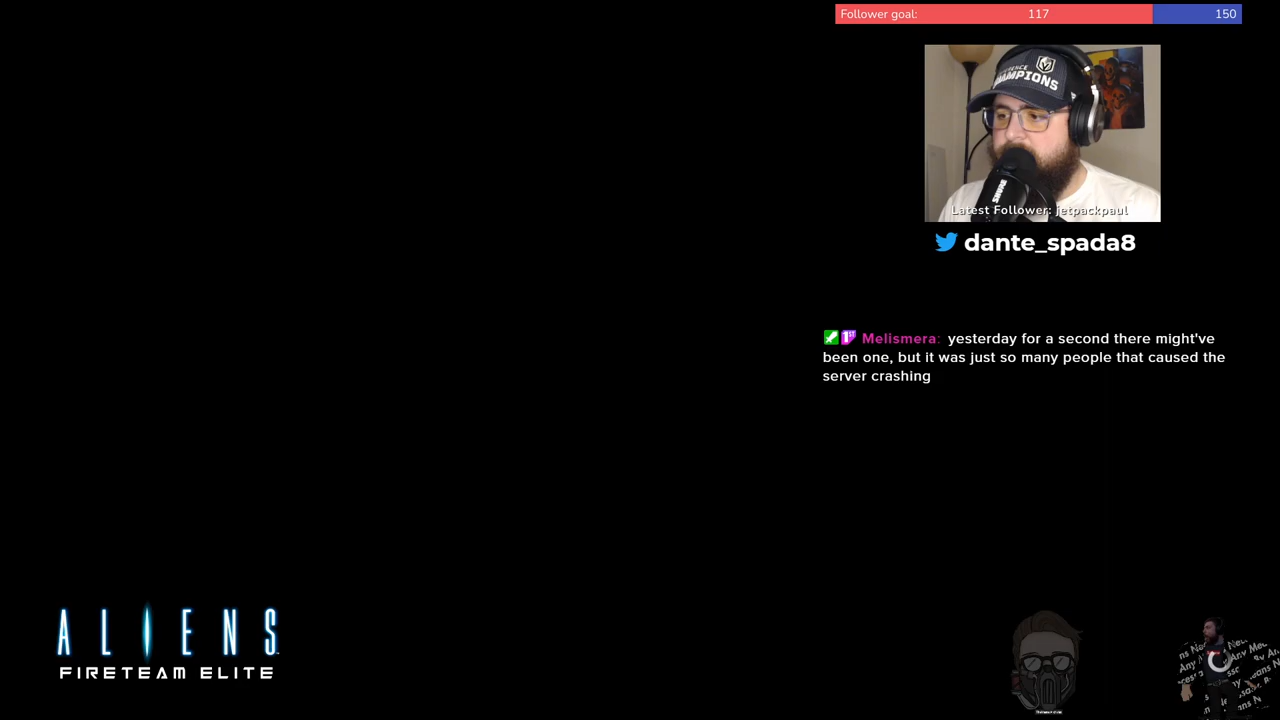 Follower goal: 117 150
CHAMPIONS
SHURE
Latest Follower: jetpackpaul
dante_spada8
Melismera: yesterday for a second there might've
been one, but it was just so many people that caused the
server crashing
ALIENS
FIRETEAM ELITE